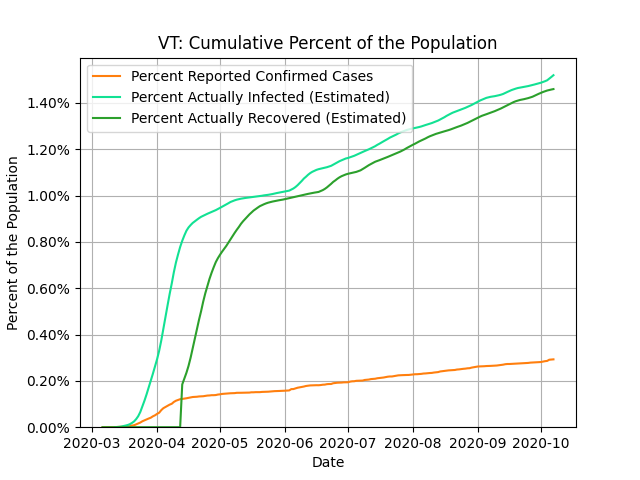 VT: Cumulative Percent of the Population
Percent Reported Confirmed Cases
Percent Actually Infected (Estimated)
Percent Actually Recovered (Estimated)
Percent of the Population
1.40%
1.20%
1.00%
0.80%
0.60%
0.40%
0.20%
0.00%
2020-03 2020-04 2020-05 2020-06 2020-07 2020-08 2020-09 2020-10
Date